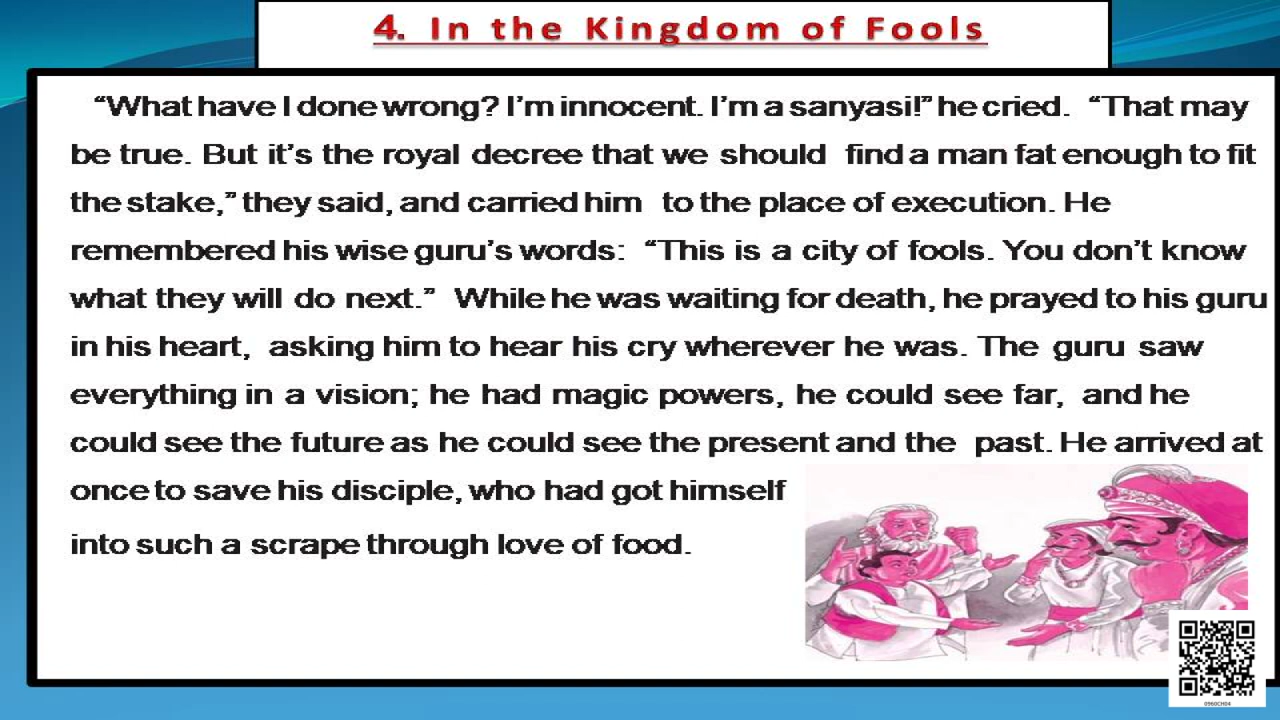 4. In the Kingdom of Fools
“What have I done wrong? I’m innocent. I’m a sanyasi!” he cried. “That may
be true. But it’s the royal decree that we should find a man fat enough to fit
the stake,” they said, and carried him to the place of execution. He
remembered his wise guru’s words: “This is a city of fools. You don’t know
what they will do next.” While he was waiting for death, he prayed to his guru
in his heart, asking him to hear his cry wherever he was. The guru saw
everything in a vision; he had magic powers, he could see far, and he
could see the future as he could see the present and the past. He arrived at
once to save his disciple, who had got himself
into such a scrape through love of food.
0960CH04